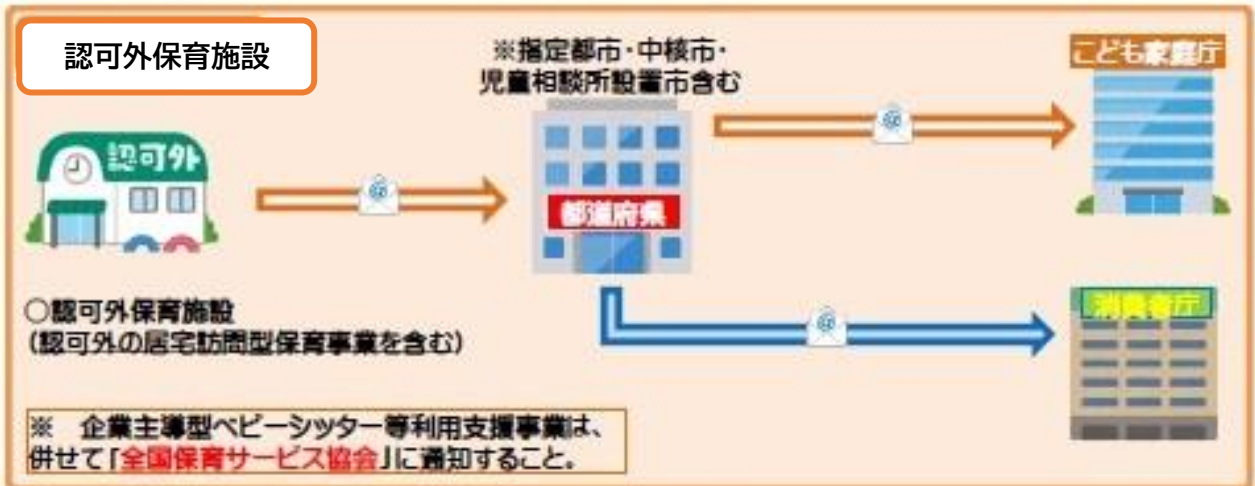 認可外保育施設
※指定都市・中核市・
児童相談所設置市含む
こども家庭庁
認可外
@
@
都道府県
消費者庁
@
○認可外保育施設
(認可外の居宅訪問型保育事業を含む)
※ 企業主導型ベビーシッター等利用支援事業は、
併せて「全国保育サービス協会」に通知すること。